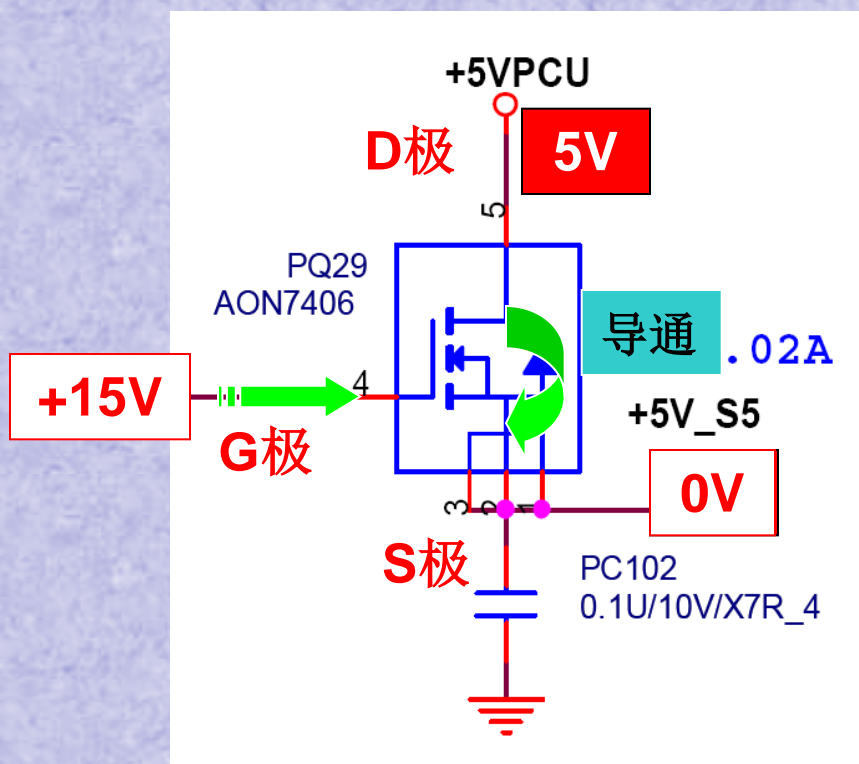 +5VPCU
D极
5V
5
PQ29
AON7406
导通
.02A
+15V
4
+5V_S5
G极
0V
3
2
1
S极
PC102
0.1U/10V/X7R_4